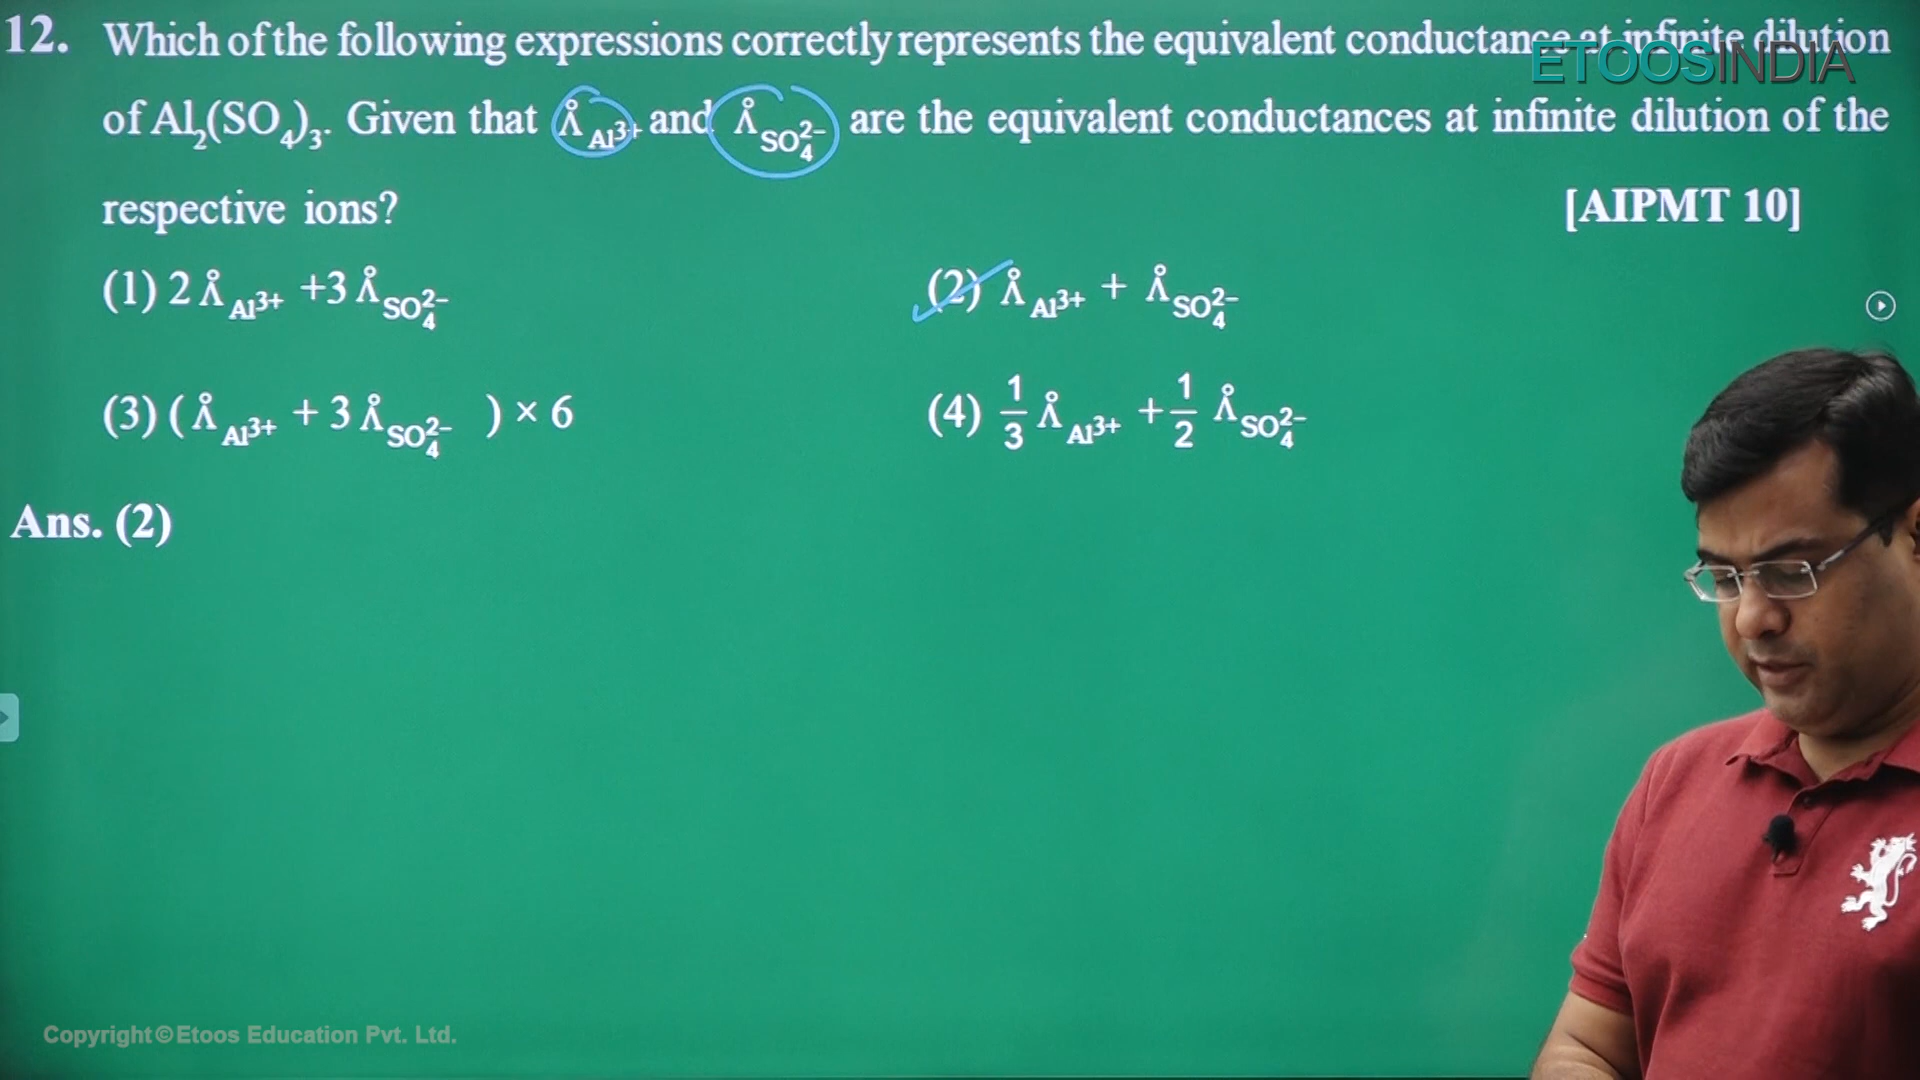 12. Which of the following expressions correctly represents the equivalent conductance at infinite dilution
ETOOSINDIA
of Al₂(SO₄)₃. Given that Λ̊ Al³⁺ and Λ̊ SO₄²⁻ are the equivalent conductances at infinite dilution of the
respective ions? [AIPMT 10]
(1) 2 Λ̊ Al³⁺ +3 Λ̊ SO₄²⁻ (2) Λ̊ Al³⁺ + Λ̊ SO₄²⁻
(3) ( Λ̊ Al³⁺ + 3 Λ̊ SO₄²⁻ ) × 6 (4) 1/3 Λ̊ Al³⁺ + 1/2 Λ̊ SO₄²⁻
Ans. (2)
Copyright © Etoos Education Pvt. Ltd.